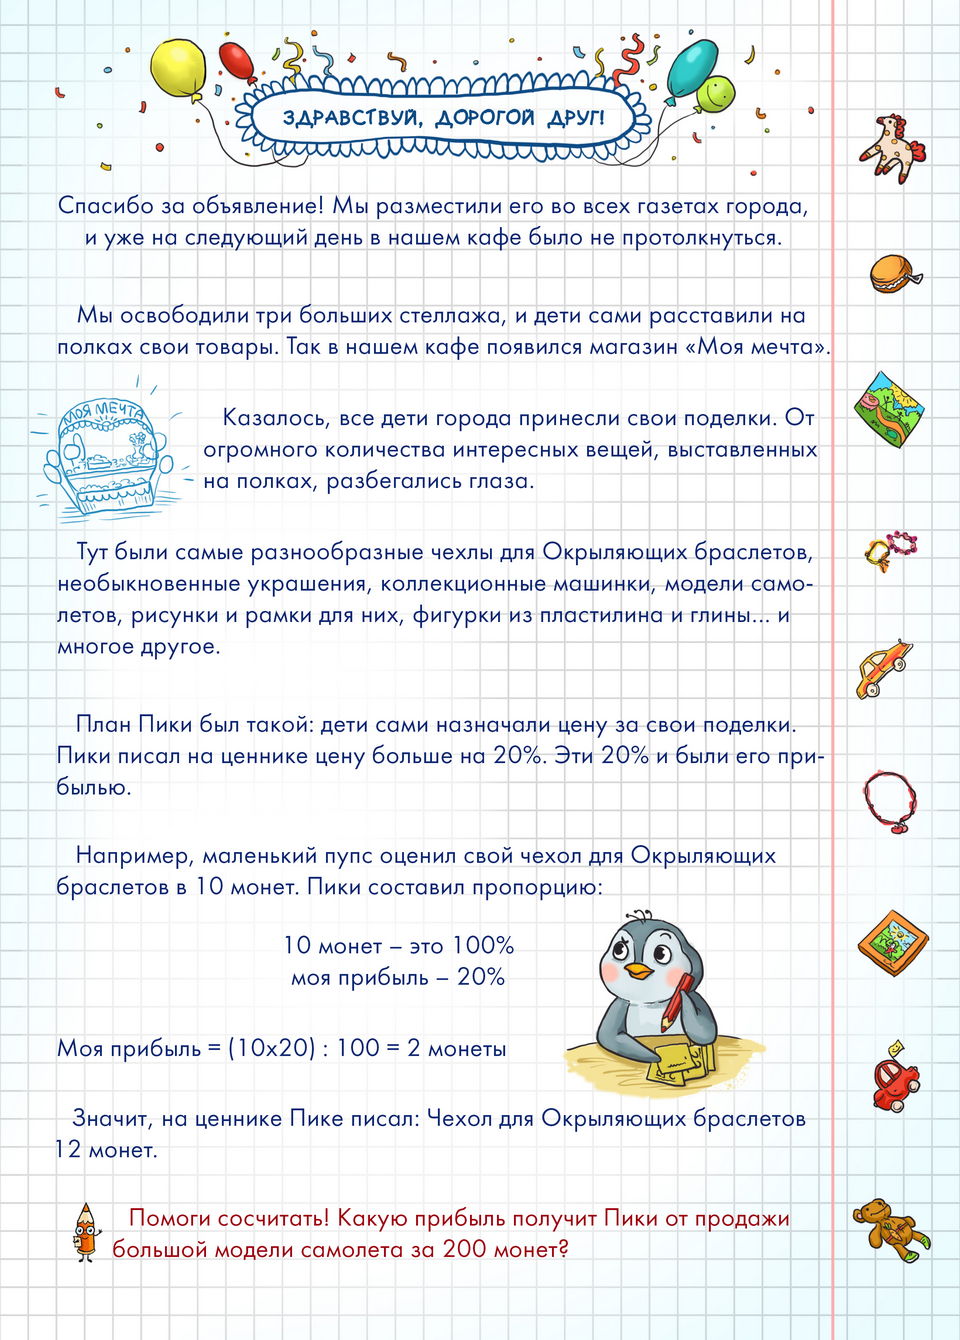 ЗДРАВСТВУЙ, ДОРОГОЙ ДРУГ!
Спасибо за объявление! Мы разместили его во всех газетах города,
и уже на следующий день в нашем кафе было не протолкнуться.
Мы освободили три больших стеллажа, и дети сами расставили на
полках свои товары. Так в нашем кафе появился магазин «Моя мечта».
МОЯ МЕЧТА
Казалось, все дети города принесли свои поделки. От
огромного количества интересных вещей, выставленных
на полках, разбегались глаза.
Тут были самые разнообразные чехлы для Окрыляющих браслетов,
необыкновенные украшения, коллекционные машинки, модели само-
летов, рисунки и рамки для них, фигурки из пластилина и глины... и
многое другое.
План Пики был такой: дети сами назначали цену за свои поделки.
Пики писал на ценнике цену больше на 20%. Эти 20% и были его при-
былью.
Например, маленький пупс оценил свой чехол для Окрыляющих
браслетов в 10 монет. Пики составил пропорцию:
10 монет – это 100%
моя прибыль – 20%
Моя прибыль = (10х20) : 100 = 2 монеты
Значит, на ценнике Пике писал: Чехол для Окрыляющих браслетов
12 монет.
Помоги сосчитать! Какую прибыль получит Пики от продажи
большой модели самолета за 200 монет?